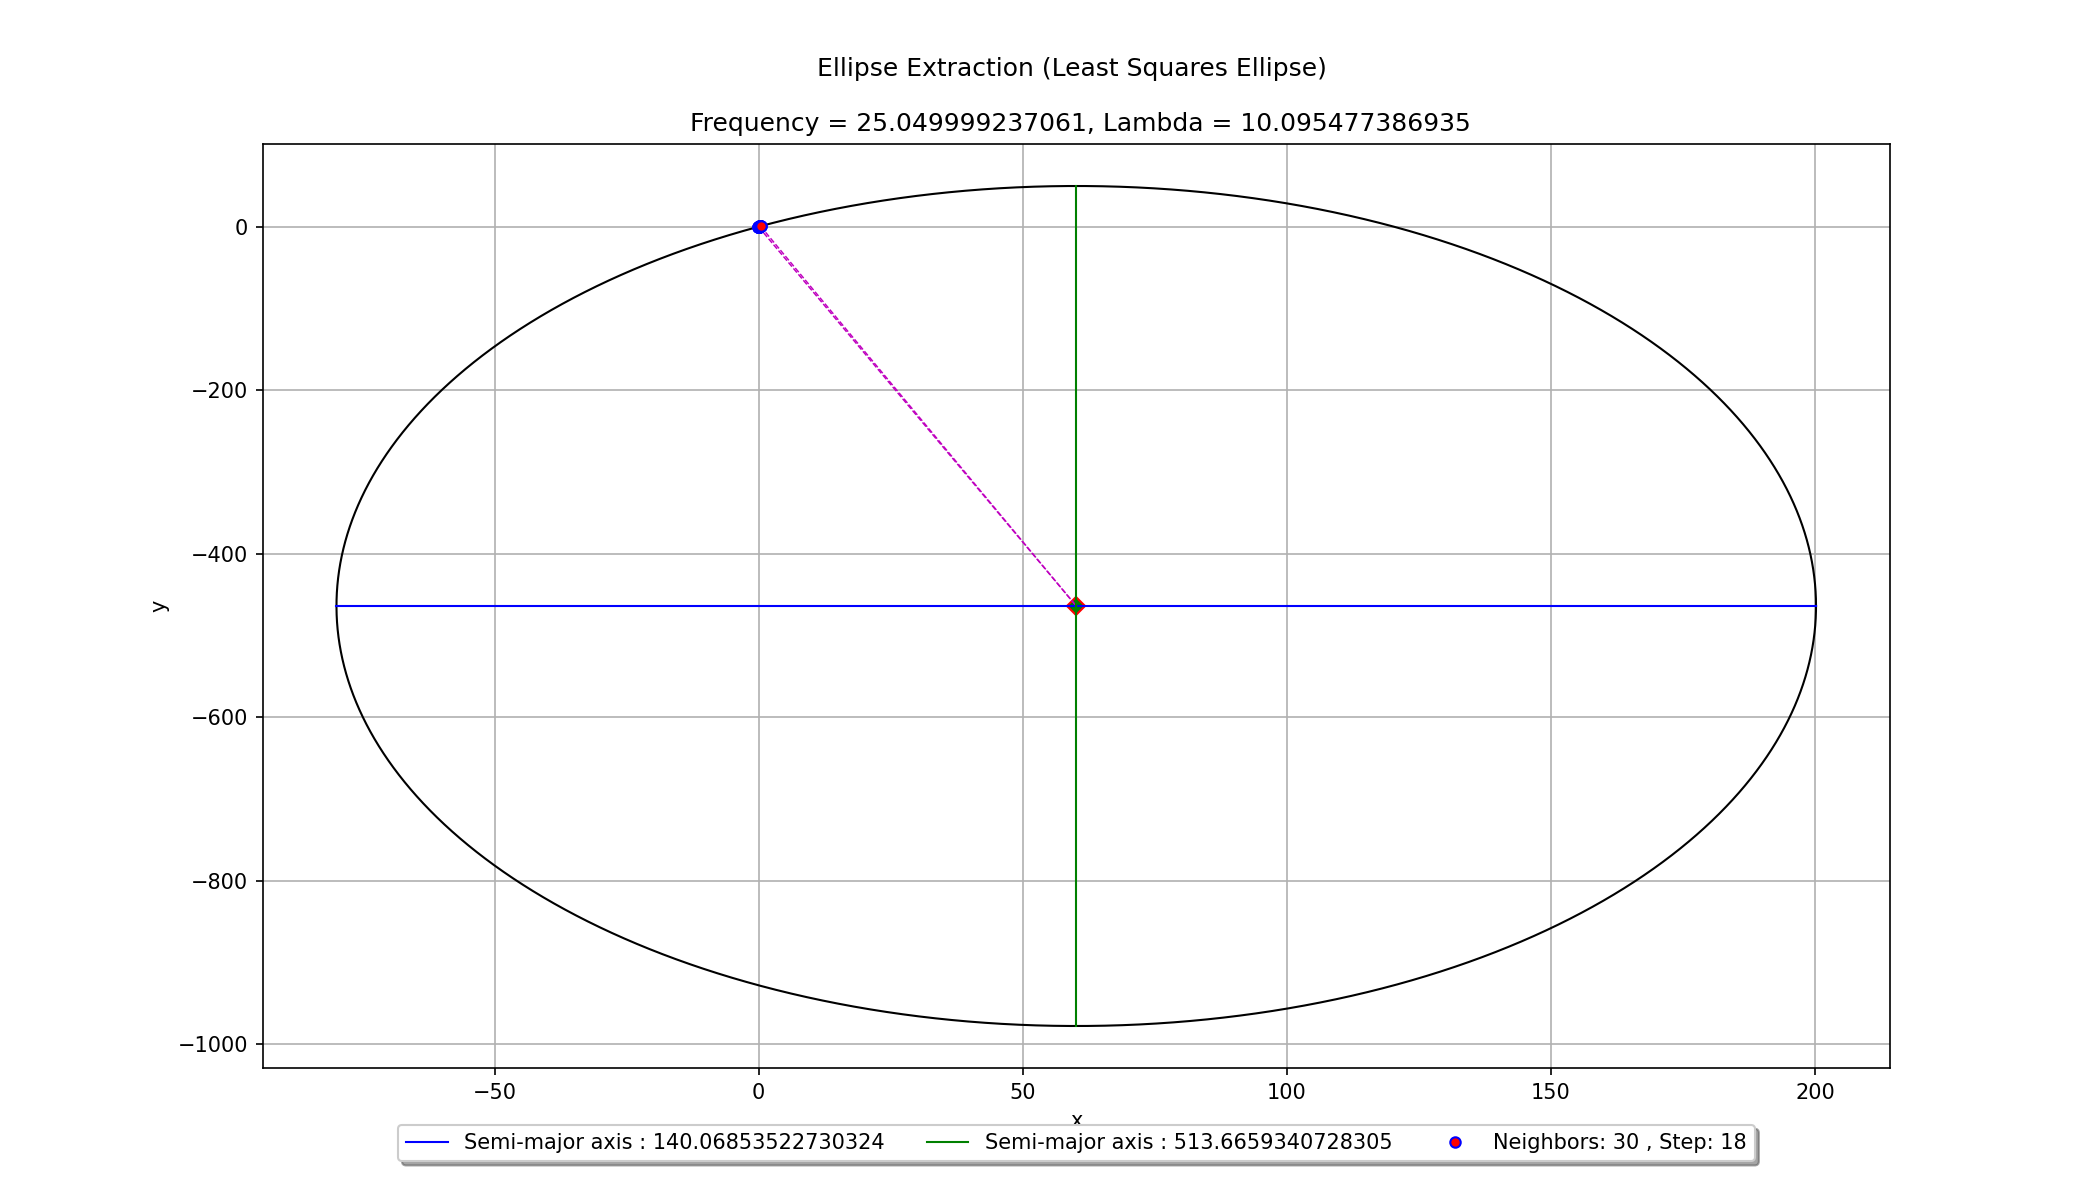 Ellipse Extraction (Least Squares Ellipse)
Frequency = 25.049999237061, Lambda = 10.095477386935
0
−200
−400
−600
−800
−1000
y
−50 0 50 100 150 200
x
Semi-major axis : 140.06853522730324 Semi-major axis : 513.6659340728305 Neighbors: 30 , Step: 18